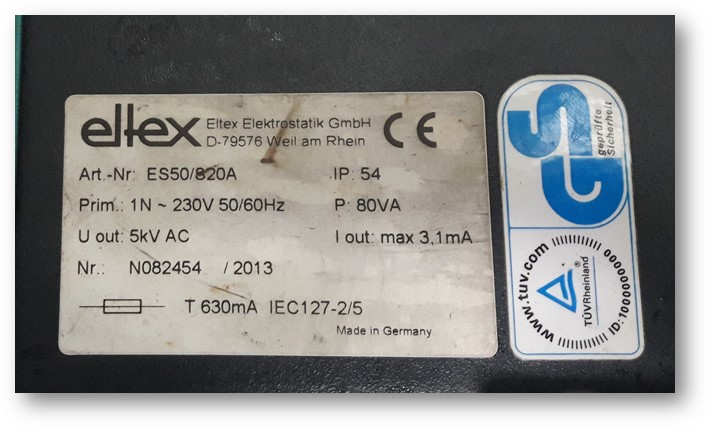 eltex
Eltex Elektrostatik GmbH
D-79576 Weil am Rhein
CE
Art.-Nr: ES50/820A IP: 54
Prim.: 1N ~ 230V 50/60Hz P: 80VA
U out: 5kV AC I out: max 3,1mA
Nr.: N082454 / 2013
T 630mA IEC127-2/5
Made in Germany
GS
geprüfte
Sicherheit
www.tuv.com
TÜVRheinland
®